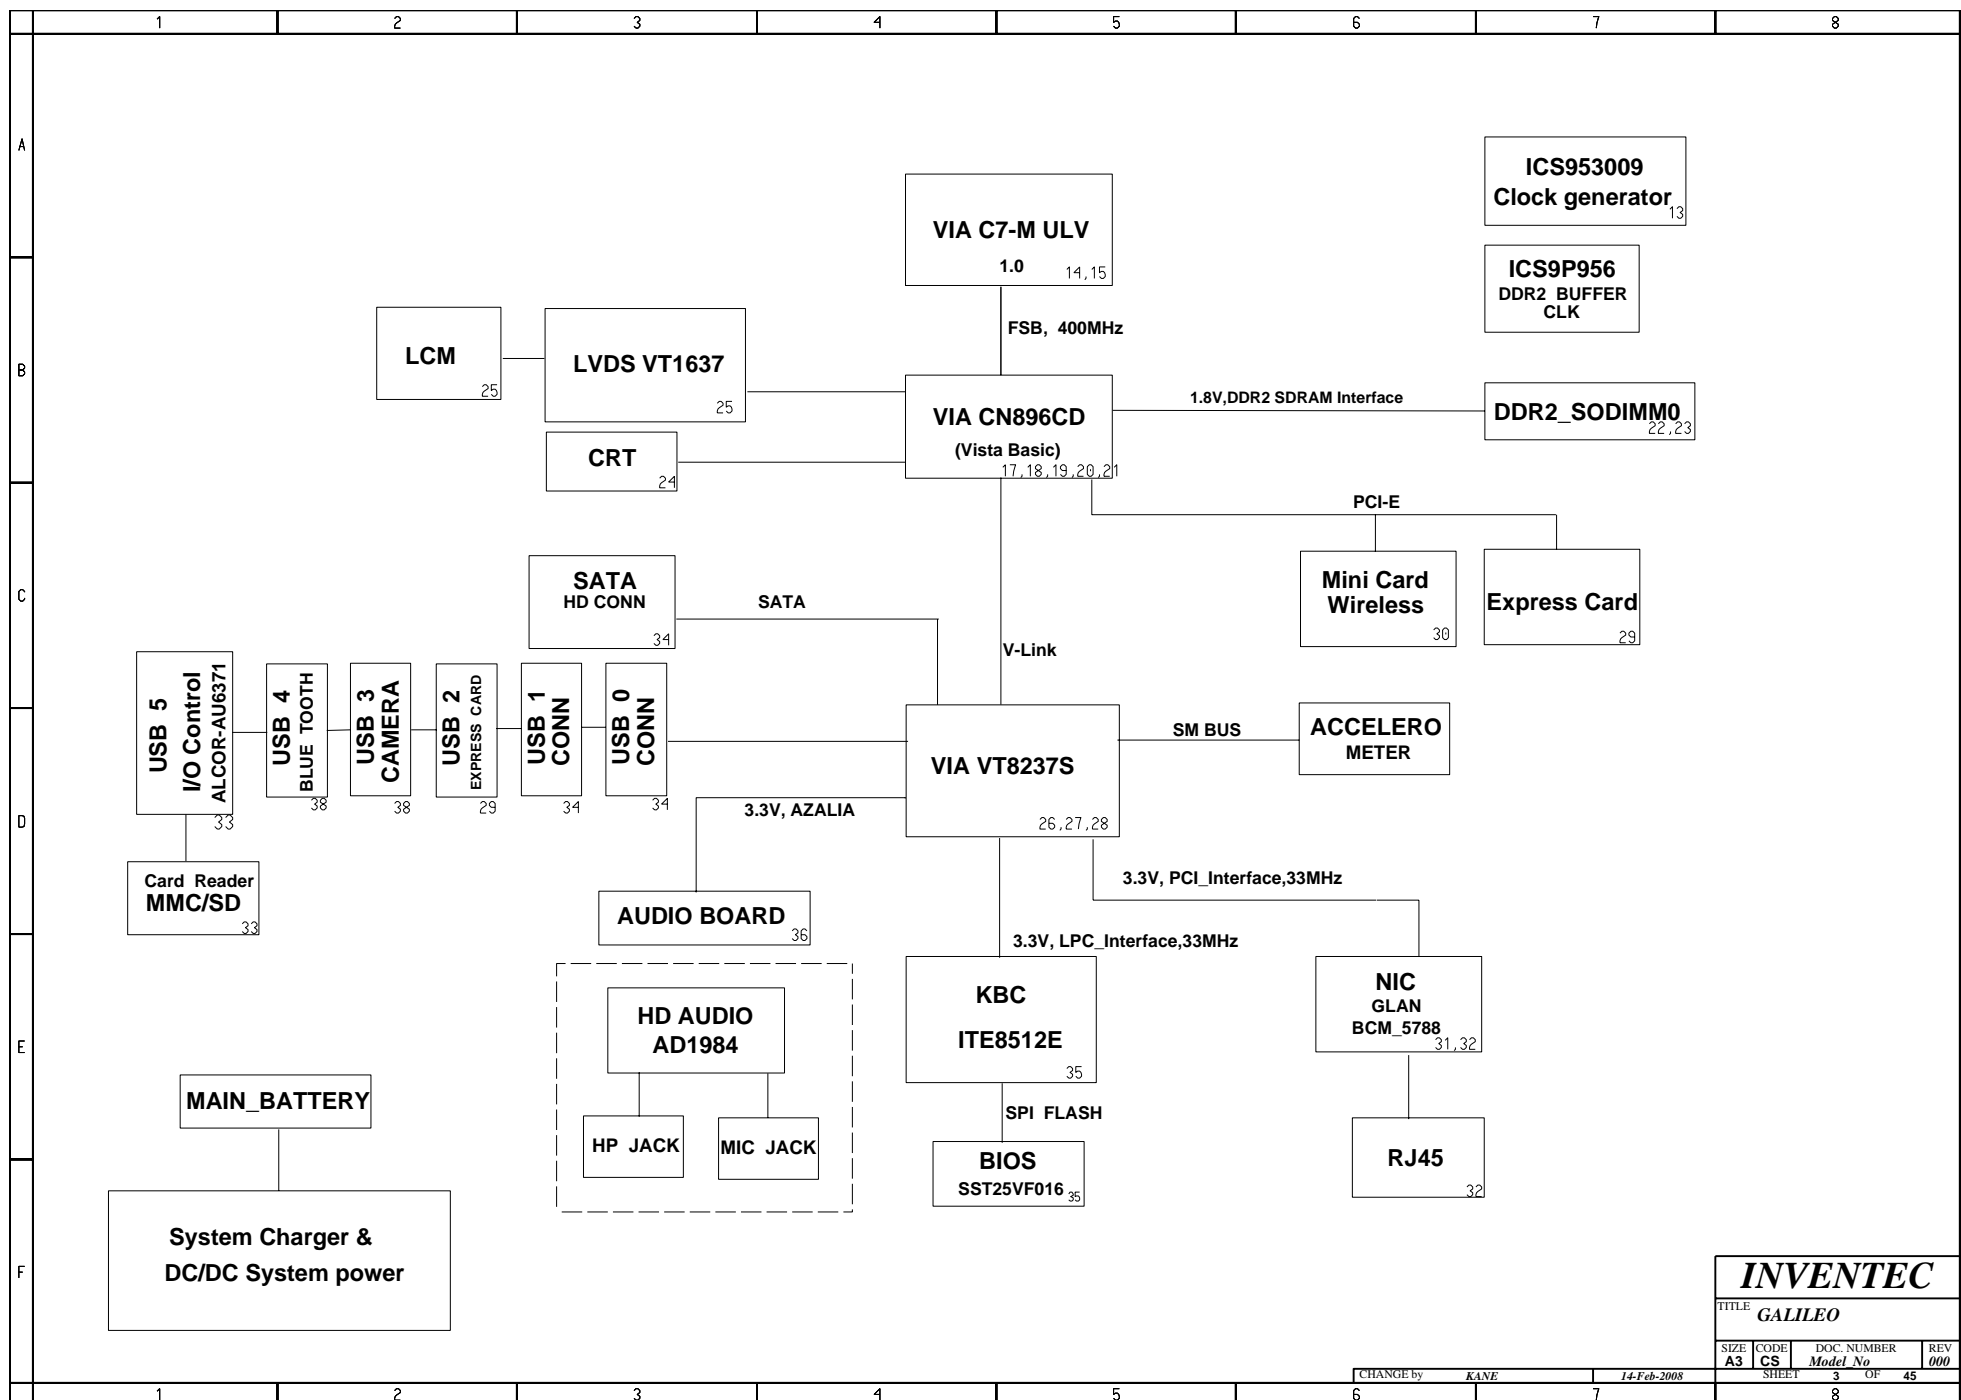 1 2 3 4 5 6 7 8
A
B
C
D
E
F
ICS953009
Clock generator
13
VIA C7-M ULV
1.0
14,15
ICS9P956
DDR2 BUFFER
CLK
FSB, 400MHz
LCM
25
LVDS VT1637
25
VIA CN896CD
(Vista Basic)
17,18,19,20,21
1.8V,DDR2 SDRAM Interface
DDR2_SODIMM0
22,23
CRT
24
PCI-E
Mini Card
Wireless
30
Express Card
29
SATA
HD CONN
34
SATA
V-Link
USB 5
I/O Control
ALCOR-AU6371
33
USB 4
BLUE TOOTH
38
USB 3
CAMERA
38
USB 2
EXPRESS CARD
29
USB 1
CONN
34
USB 0
CONN
34
VIA VT8237S
26,27,28
SM BUS
ACCELERO
METER
3.3V, AZALIA
Card Reader
MMC/SD
33
AUDIO BOARD
36
3.3V, PCI_Interface,33MHz
3.3V, LPC_Interface,33MHz
HD AUDIO
AD1984
HP JACK
MIC JACK
KBC
ITE8512E
35
SPI FLASH
BIOS
SST25VF016
35
NIC
GLAN
BCM_5788
31,32
RJ45
32
MAIN_BATTERY
System Charger &
DC/DC System power
INVENTEC
TITLE
GALILEO
SIZE CODE DOC. NUMBER REV
A3 CS Model_No 000
CHANGE by KANE 14-Feb-2008 SHEET 3 OF 45
1 2 3 4 5 6 7 8